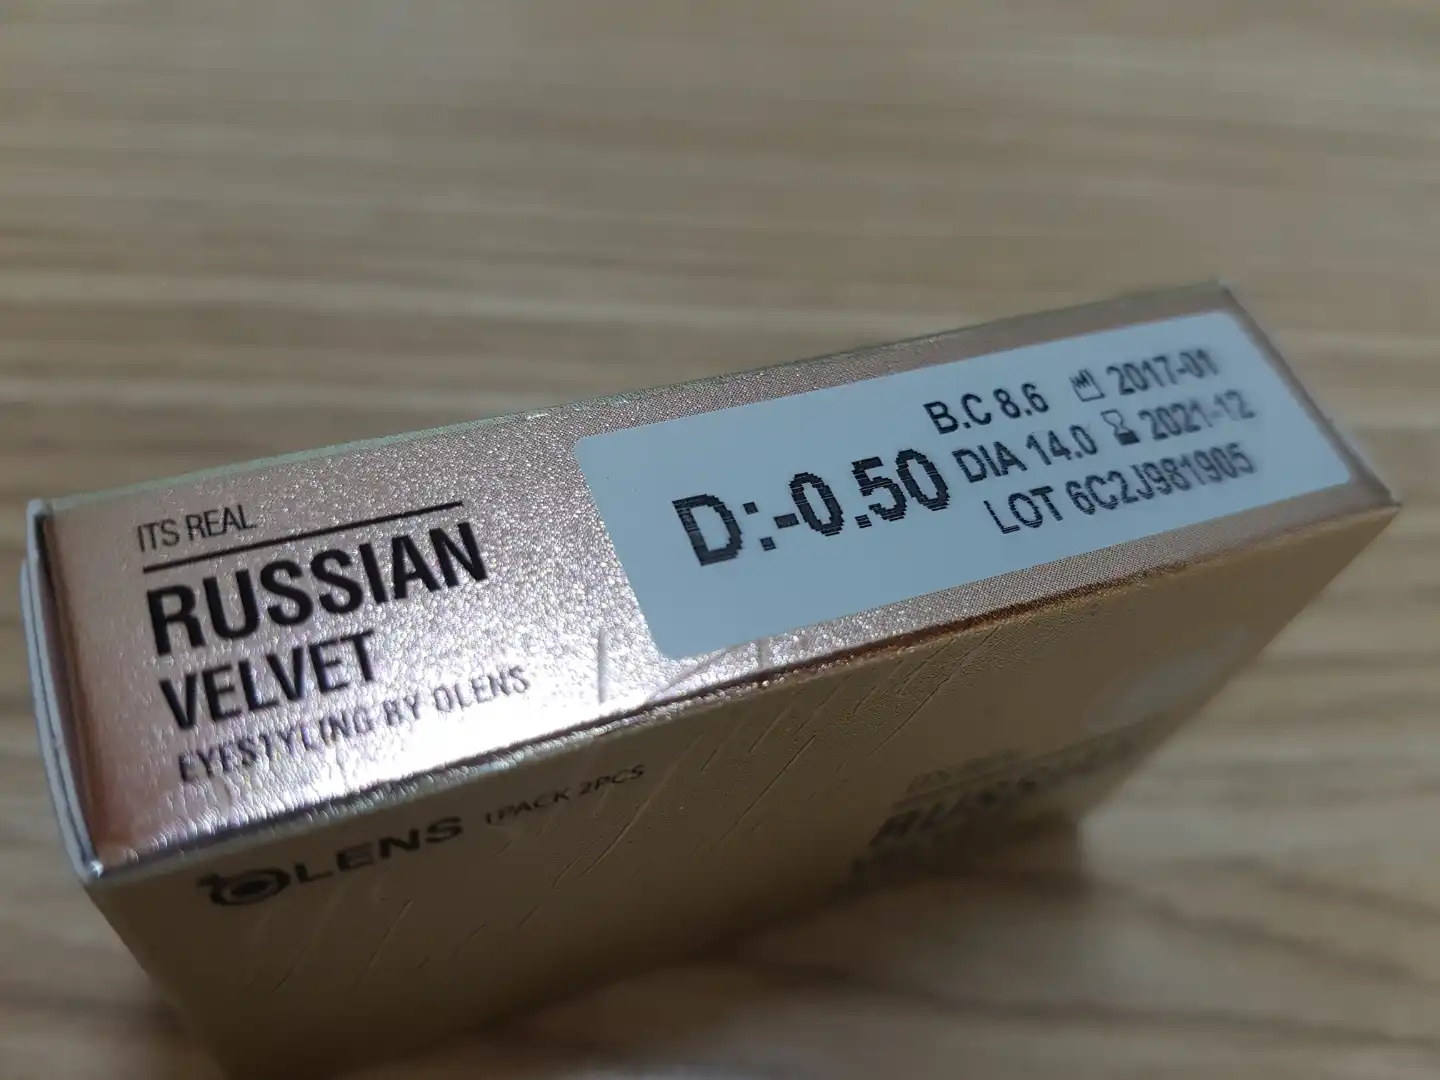 ITS REAL
RUSSIAN
VELVET
EYESTYLING BY OLENS
D:-0.50
B.C 8.6 2017-01
DIA 14.0 2021-12
LOT 6C2J981905
OLENS 1PACK 2PCS